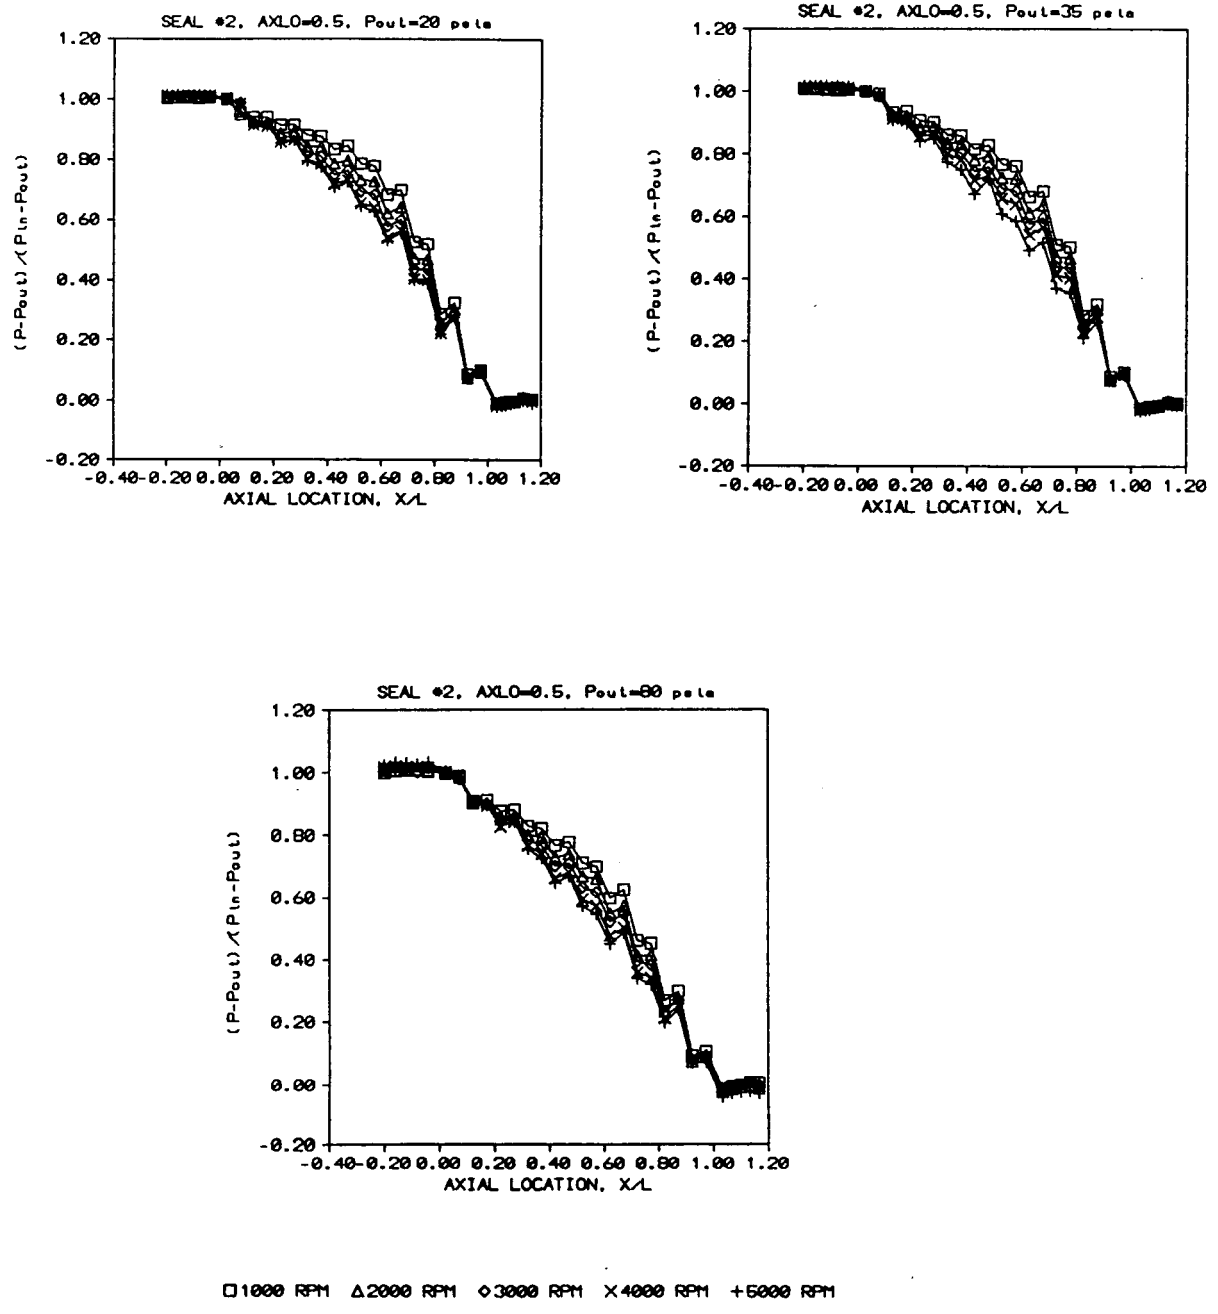 SEAL #2, AXLO=0.5, Pout=20 psia
SEAL #2, AXLO=0.5, Pout=35 psia
1.20
1.00
0.80
0.60
0.40
0.20
0.00
-0.20
(P-Pout)/(Pin-Pout)
-0.40 -0.20 0.00 0.20 0.40 0.60 0.80 1.00 1.20
AXIAL LOCATION, X/L
1.20
1.00
0.80
0.60
0.40
0.20
0.00
-0.20
(P-Pout)/(Pin-Pout)
-0.40 -0.20 0.00 0.20 0.40 0.60 0.80 1.00 1.20
AXIAL LOCATION, X/L
SEAL #2, AXLO=0.5, Pout=80 psia
1.20
1.00
0.80
0.60
0.40
0.20
0.00
-0.20
(P-Pout)/(Pin-Pout)
-0.40 -0.20 0.00 0.20 0.40 0.60 0.80 1.00 1.20
AXIAL LOCATION, X/L
1000 RPM 2000 RPM 3000 RPM 4000 RPM 5000 RPM